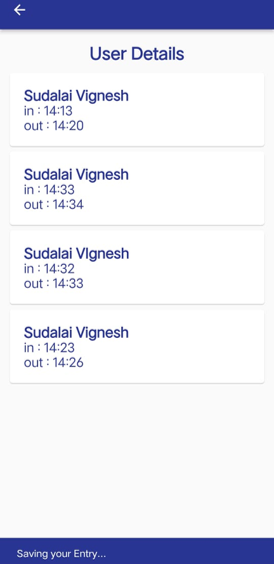 User Details
Sudalai Vignesh
in : 14:13
out : 14:20
Sudalai Vignesh
in : 14:33
out : 14:34
Sudalai VIgnesh
in : 14:32
out : 14:33
Sudalai Vignesh
in : 14:23
out : 14:26
Saving your Entry...